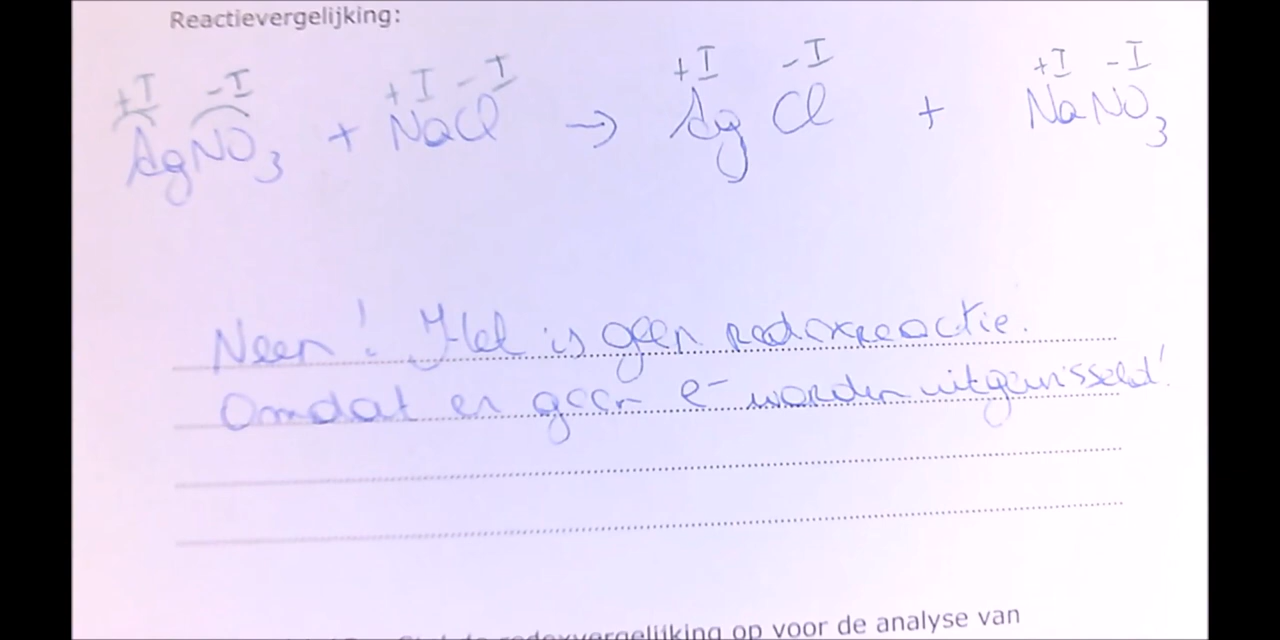 Reactievergelijking:
+I -I +I -I +I -I +I -I
AgNO3 + NaCl → AgCl + NaNO3
Neen! Het is geen redoxreactie.
Omdat er geen e- worden uitgewisseld!
redoxvergelijking op voor de analyse van